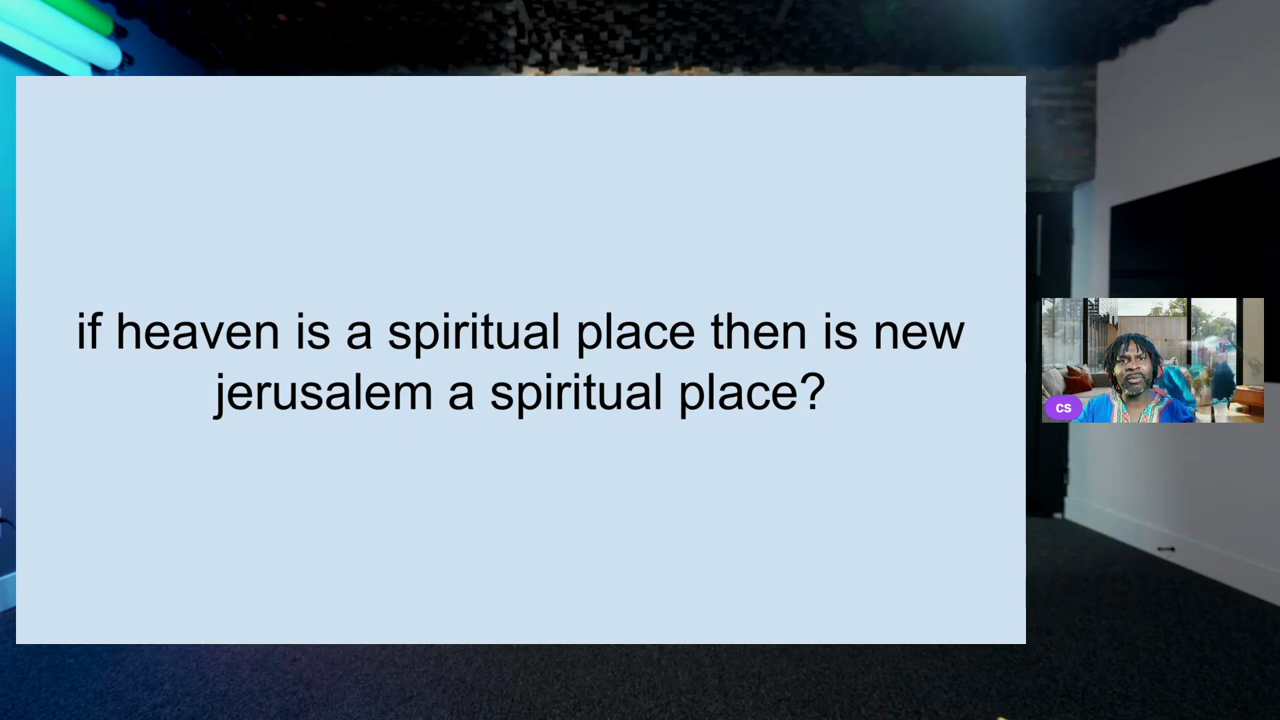 if heaven is a spiritual place then is new
jerusalem a spiritual place?
cs